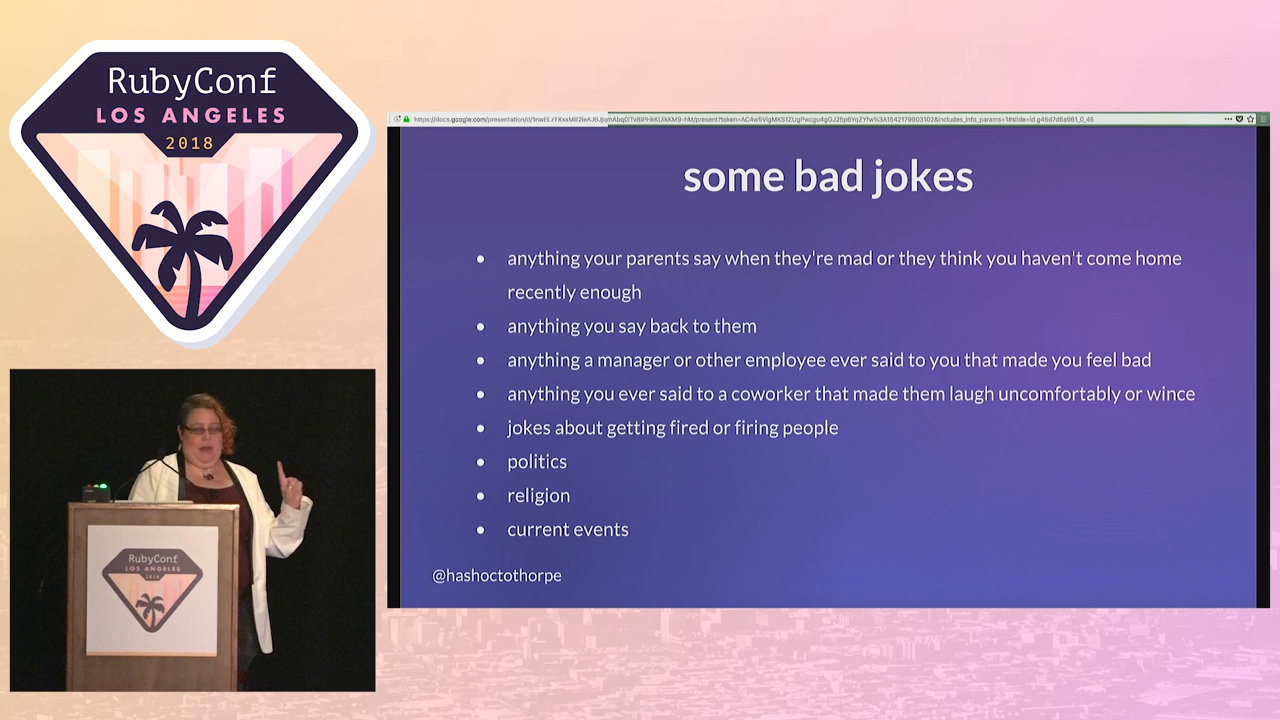 RubyConf
LOS ANGELES
2018
some bad jokes
• anything your parents say when they're mad or they think you haven't come home
recently enough
• anything you say back to them
• anything a manager or other employee ever said to you that made you feel bad
• anything you ever said to a coworker that made them laugh uncomfortably or wince
• jokes about getting fired or firing people
• politics
• religion
• current events
@hashoctothorpe
RubyConf
LOS ANGELES
2018